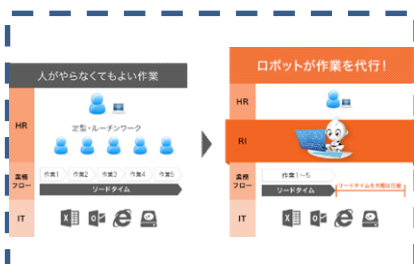 人がやらなくてもよい作業
HR
定型・ルーチンワーク
業務
フロー
作業1
作業2
作業3
作業4
作業5
リードタイム
IT
ロボットが作業を代行!
HR
RI
業務
フロー
作業1~5
リードタイム
リードタイムを大幅に圧縮
IT